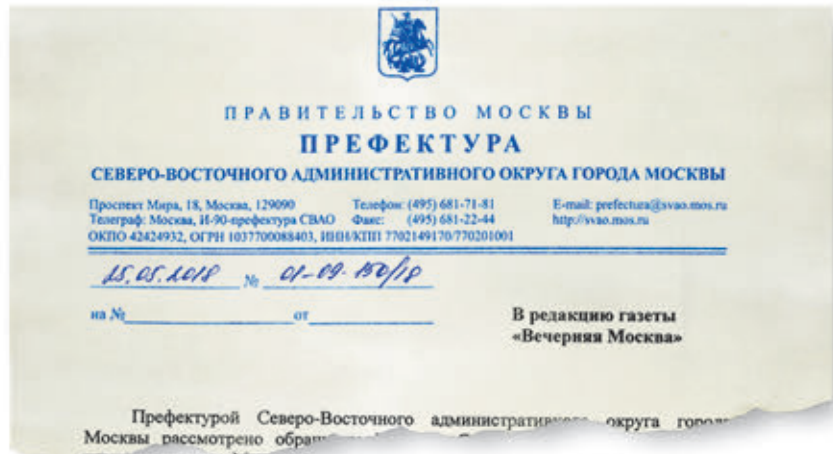 ПРАВИТЕЛЬСТВО МОСКВЫ
ПРЕФЕКТУРА
СЕВЕРО-ВОСТОЧНОГО АДМИНИСТРАТИВНОГО ОКРУГА ГОРОДА МОСКВЫ
Проспект Мира, 18, Москва, 129090 Телефон: (495) 681-71-81 E-mail: prefectura@svao.mos.ru
Телеграф: Москва, И-90-префектура СВАО Факс: (495) 681-22-44 http://svao.mos.ru
ОКПО 42424932, ОГРН 1037700088403, ИНН/КПП 7702149170/770201001
25.05.2018 № 01-09-150/18
на № от
В редакцию газеты
«Вечерняя Москва»
Префектурой Северо-Восточного административного округа города
Москвы рассмотрено